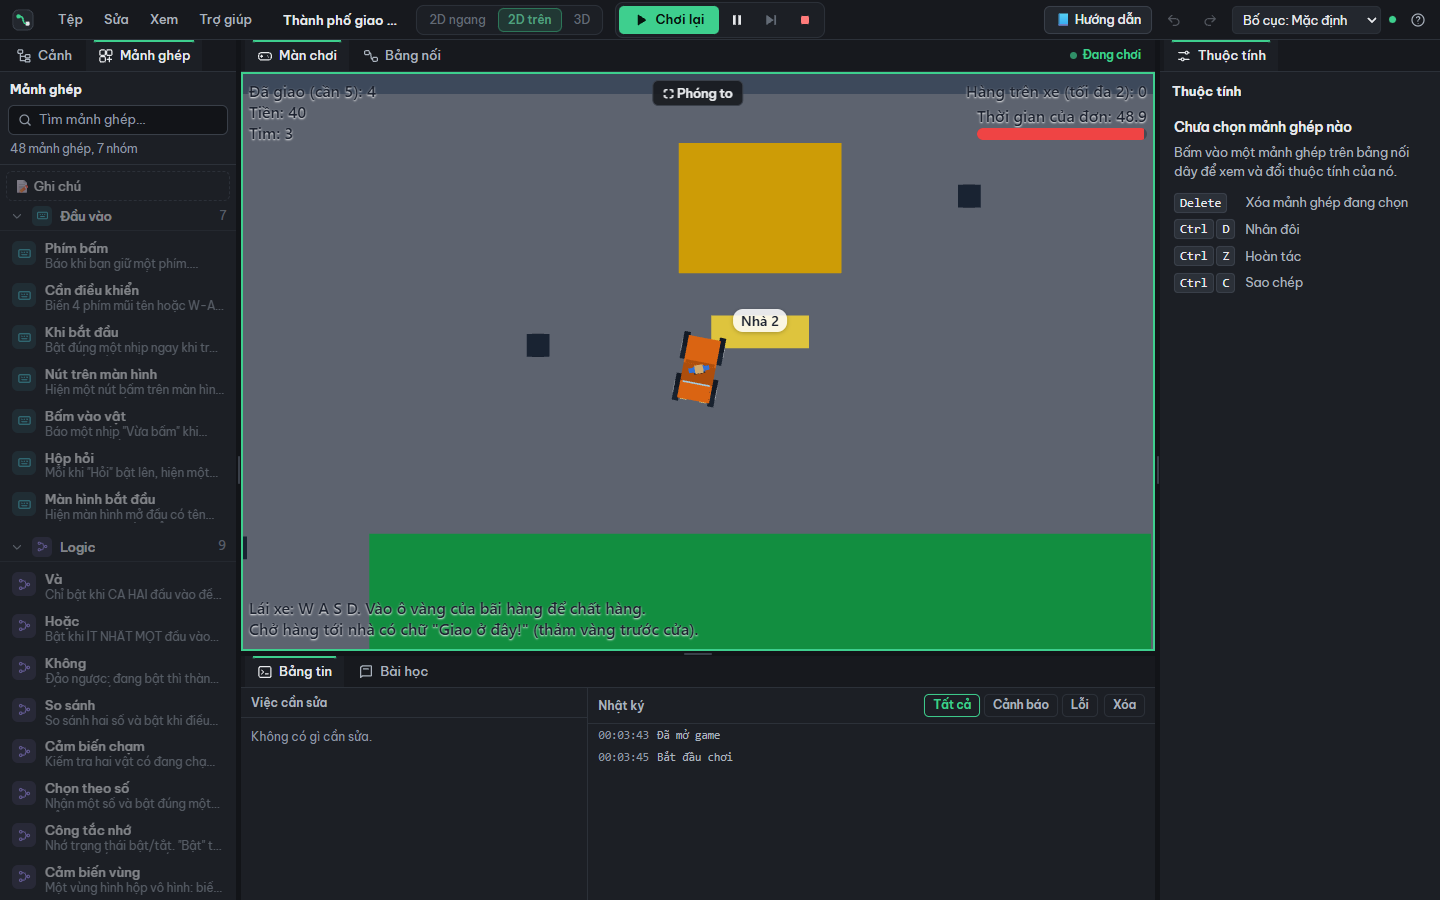 Tệp Sửa Xem Trợ giúp Thành phố giao ... 2D ngang 2D trên 3D Chơi lại Hướng dẫn Bố cục: Mặc định
Cảnh Mảnh ghép
Mảnh ghép
Tìm mảnh ghép...
48 mảnh ghép, 7 nhóm
Ghi chú
Đầu vào 7
Phím bấm
Báo khi bạn giữ một phím....
Cần điều khiển
Biến 4 phím mũi tên hoặc W-A...
Khi bắt đầu
Bật đúng một nhịp ngay khi tr...
Nút trên màn hình
Hiện một nút bấm trên màn hìn...
Bấm vào vật
Báo một nhịp "Vừa bấm" khi...
Hộp hỏi
Mỗi khi "Hỏi" bật lên, hiện một...
Màn hình bắt đầu
Hiện màn hình mở đầu có tên...
Logic 9
Và
Chỉ bật khi CẢ HAI đầu vào đề...
Hoặc
Bật khi ÍT NHẤT MỘT đầu vào...
Không
Đảo ngược: đang bật thì thàn...
So sánh
So sánh hai số và bật khi điều...
Cảm biến chạm
Kiểm tra hai vật có đang chạ...
Chọn theo số
Nhận một số và bật đúng một...
Công tắc nhớ
Nhớ trạng thái bật/tắt. "Bật" t...
Cảm biến vùng
Một vùng hình hộp vô hình: biế...
Màn chơi Bảng nối Đang chơi
Đã giao (cần 5): 4
Tiền: 40
Tim: 3
Phóng to
Hàng trên xe (tối đa 2): 0
Thời gian của đơn: 48.9
Nhà 2
Lái xe: W A S D. Vào ô vàng của bãi hàng để chất hàng.
Chở hàng tới nhà có chữ "Giao ở đây!" (thảm vàng trước cửa).
Bảng tin Bài học
Việc cần sửa
Không có gì cần sửa.
Nhật ký Tất cả Cảnh báo Lỗi Xóa
00:03:43 Đã mở game
00:03:45 Bắt đầu chơi
Thuộc tính
Thuộc tính
Chưa chọn mảnh ghép nào
Bấm vào một mảnh ghép trên bảng nối
dây để xem và đổi thuộc tính của nó.
Delete Xóa mảnh ghép đang chọn
Ctrl D Nhân đôi
Ctrl Z Hoàn tác
Ctrl C Sao chép